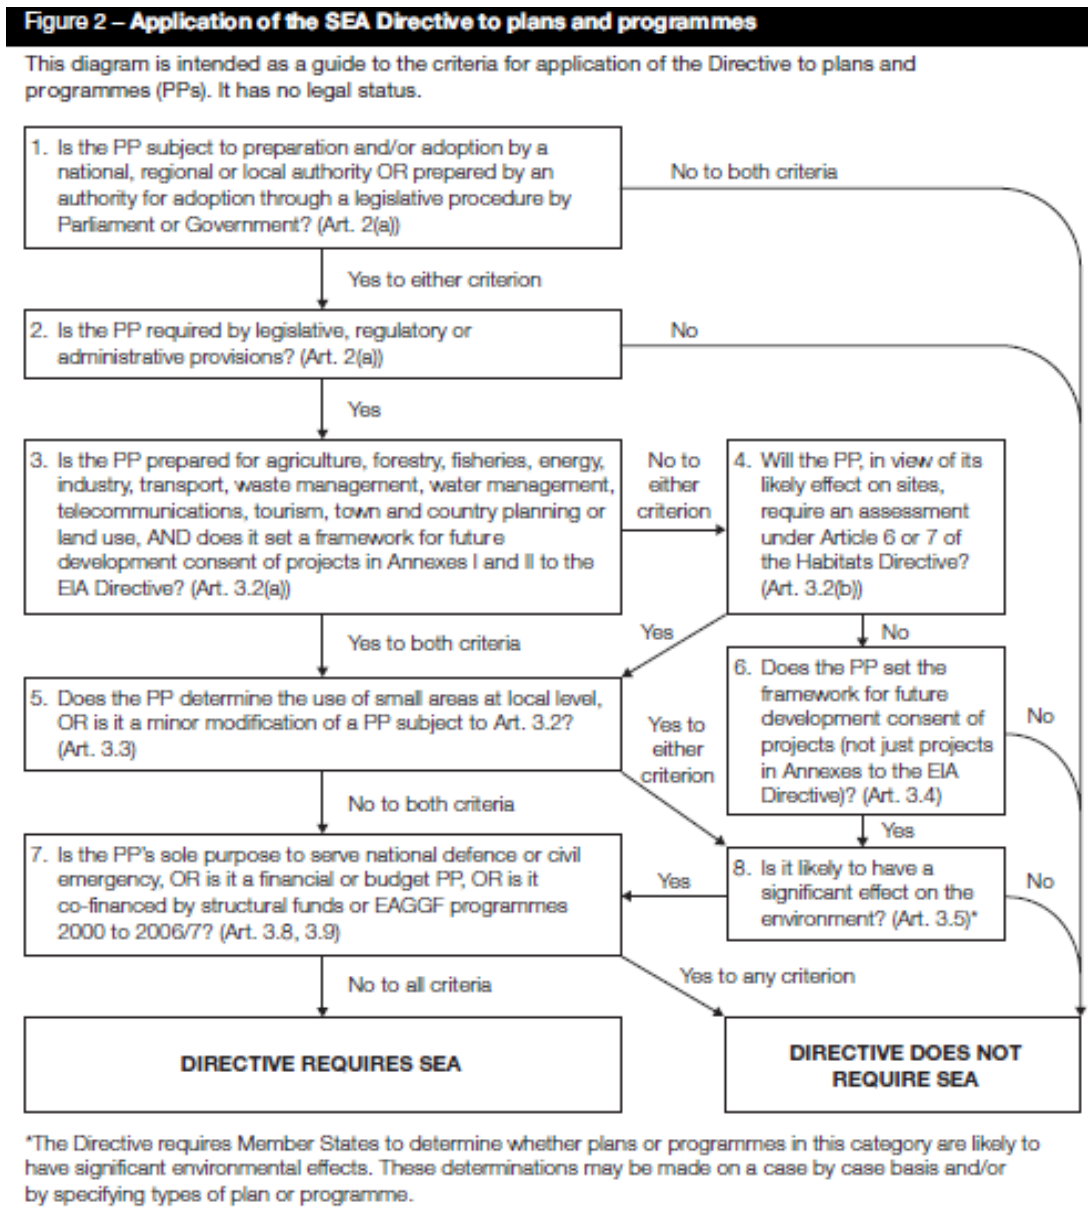 Figure 2 – Application of the SEA Directive to plans and programmes
This diagram is intended as a guide to the criteria for application of the Directive to plans and
programmes (PPs). It has no legal status.
1. Is the PP subject to preparation and/or adoption by a
national, regional or local authority OR prepared by an
authority for adoption through a legislative procedure by
Parliament or Government? (Art. 2(a))
No to both criteria
Yes to either criterion
2. Is the PP required by legislative, regulatory or
administrative provisions? (Art. 2(a))
No
Yes
3. Is the PP prepared for agriculture, forestry, fisheries, energy,
industry, transport, waste management, water management,
telecommunications, tourism, town and country planning or
land use, AND does it set a framework for future
development consent of projects in Annexes I and II to the
EIA Directive? (Art. 3.2(a))
No to
either
criterion
4. Will the PP, in view of its
likely effect on sites,
require an assessment
under Article 6 or 7 of
the Habitats Directive?
(Art. 3.2(b))
Yes to both criteria
Yes
No
5. Does the PP determine the use of small areas at local level,
OR is it a minor modification of a PP subject to Art. 3.2?
(Art. 3.3)
Yes to
either
criterion
6. Does the PP set the
framework for future
development consent of
projects (not just projects
in Annexes to the EIA
Directive)? (Art. 3.4)
No
No to both criteria
Yes
7. Is the PP's sole purpose to serve national defence or civil
emergency, OR is it a financial or budget PP, OR is it
co-financed by structural funds or EAGGF programmes
2000 to 2006/7? (Art. 3.8, 3.9)
Yes
8. Is it likely to have a
significant effect on the
environment? (Art. 3.5)*
No
No to all criteria
Yes to any criterion
DIRECTIVE REQUIRES SEA
DIRECTIVE DOES NOT
REQUIRE SEA
*The Directive requires Member States to determine whether plans or programmes in this category are likely to
have significant environmental effects. These determinations may be made on a case by case basis and/or
by specifying types of plan or programme.